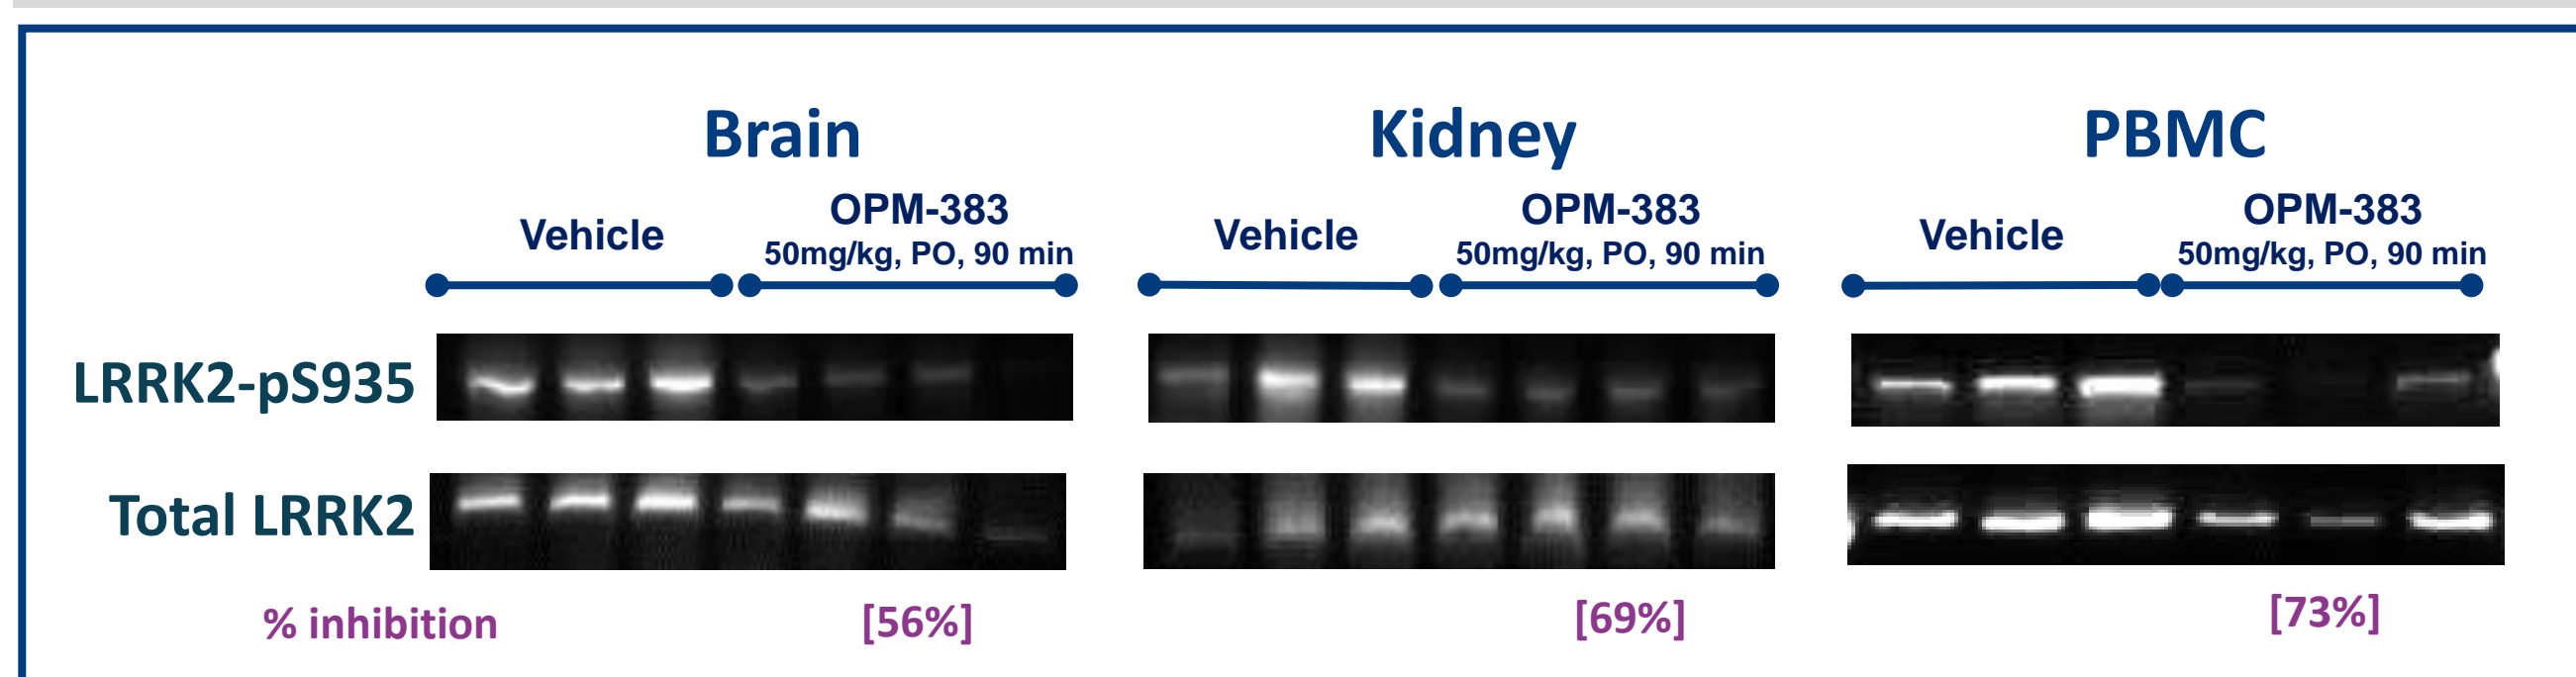 Brain Kidney PBMC
Vehicle OPM-383 Vehicle OPM-383 Vehicle OPM-383
50mg/kg, PO, 90 min 50mg/kg, PO, 90 min 50mg/kg, PO, 90 min
LRRK2-pS935
Total LRRK2
% inhibition [56%] [69%] [73%]